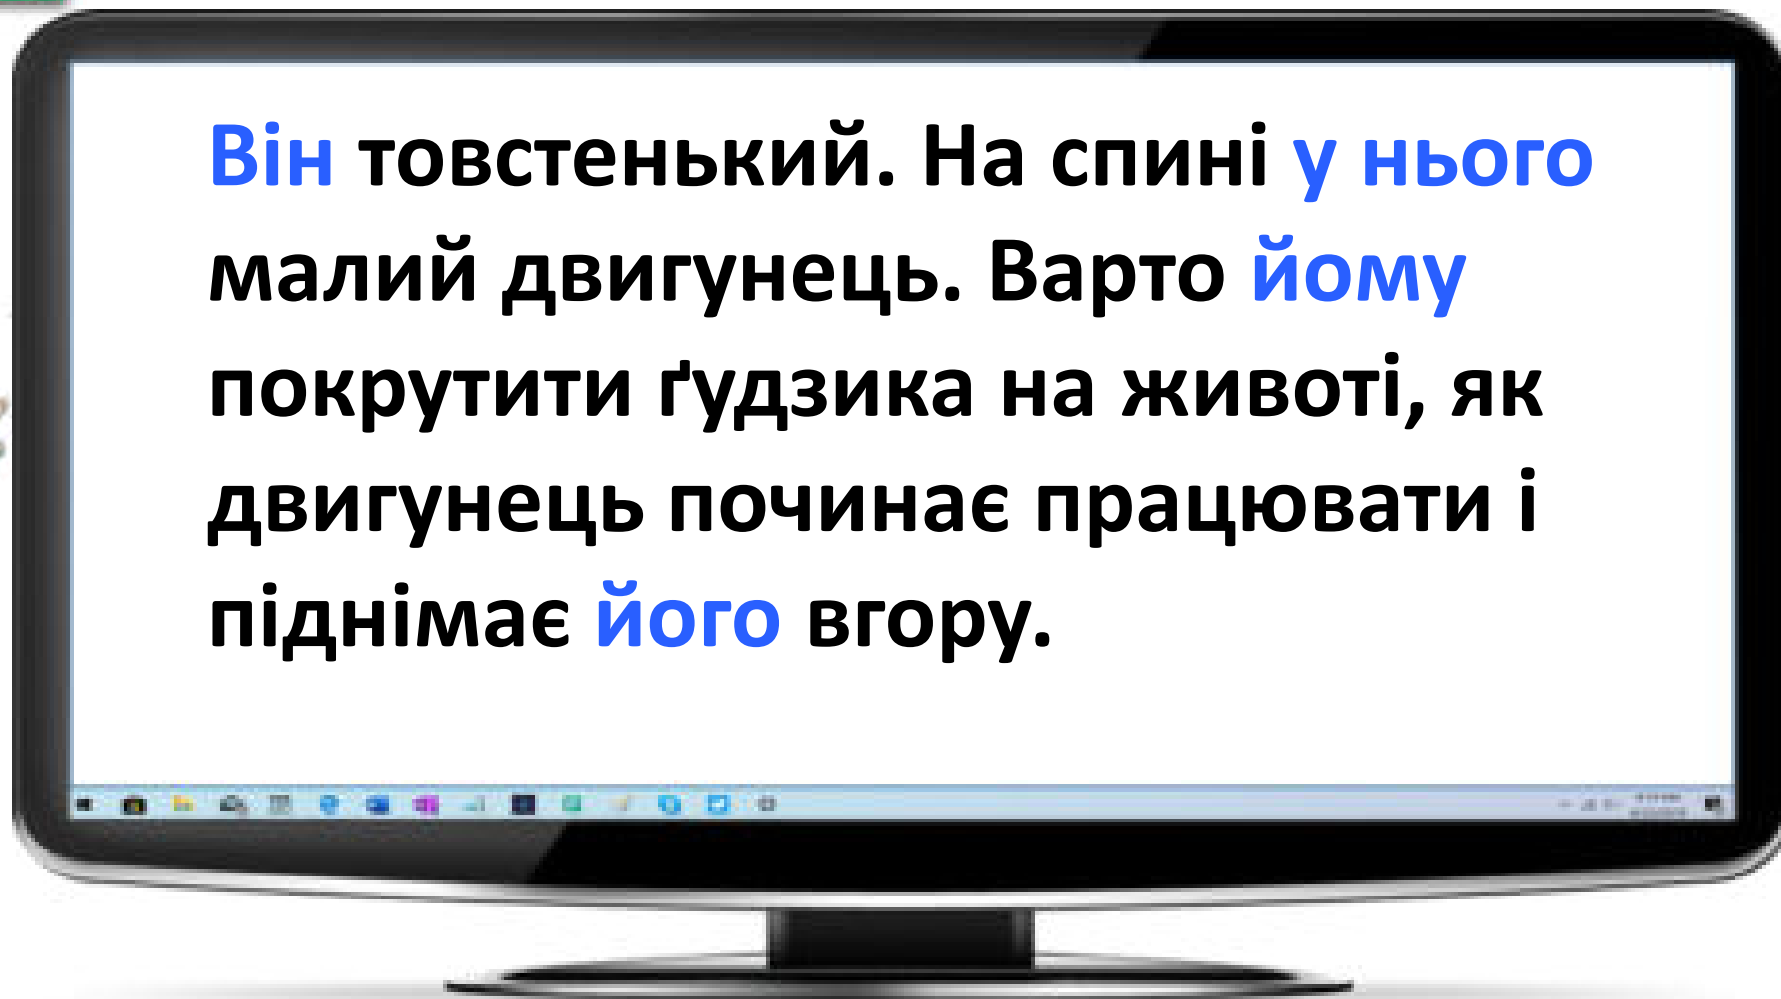 Він товстенький. На спині у нього
малий двигунець. Варто йому
покрутити ґудзика на животі, як
двигунець починає працювати і
піднімає його вгору.